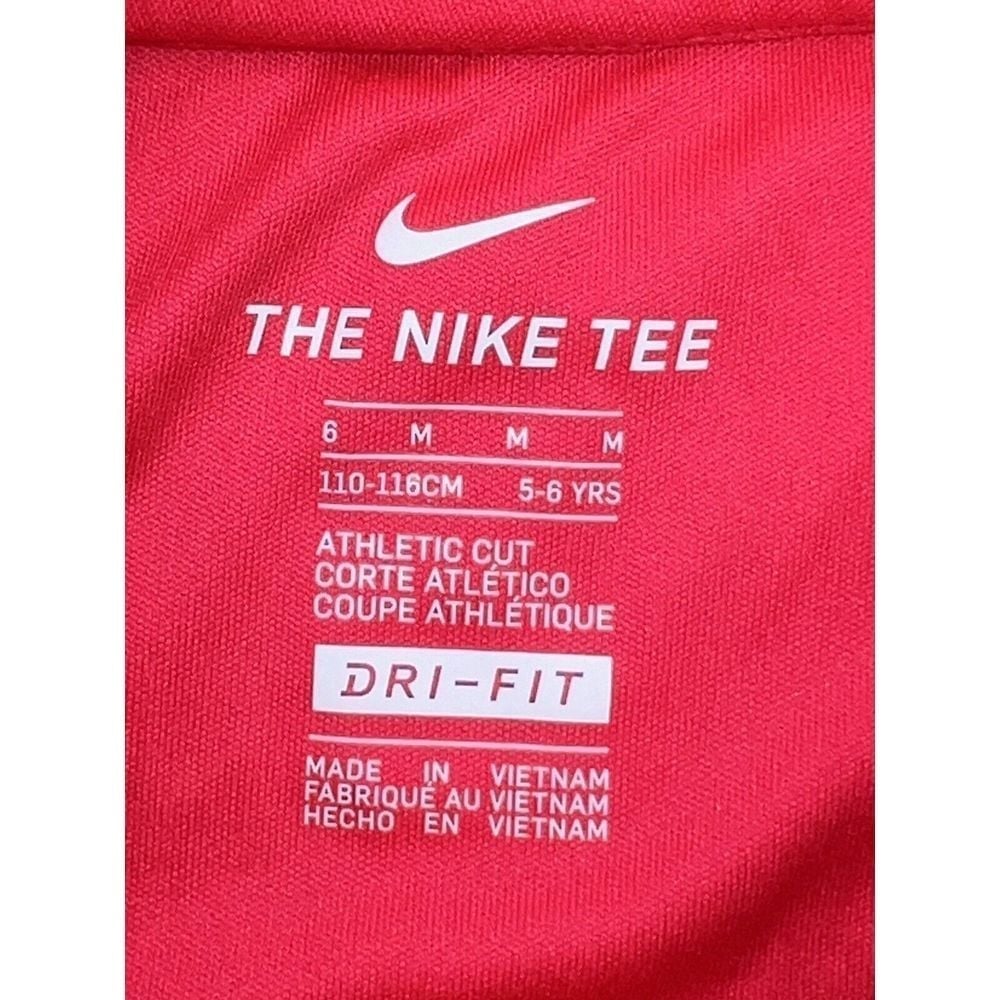 THE NIKE TEE
6 M M M
110-116CM 5-6 YRS
ATHLETIC CUT
CORTE ATLÉTICO
COUPE ATHLÉTIQUE
DRI-FIT
MADE IN VIETNAM
FABRIQUÉ AU VIETNAM
HECHO EN VIETNAM